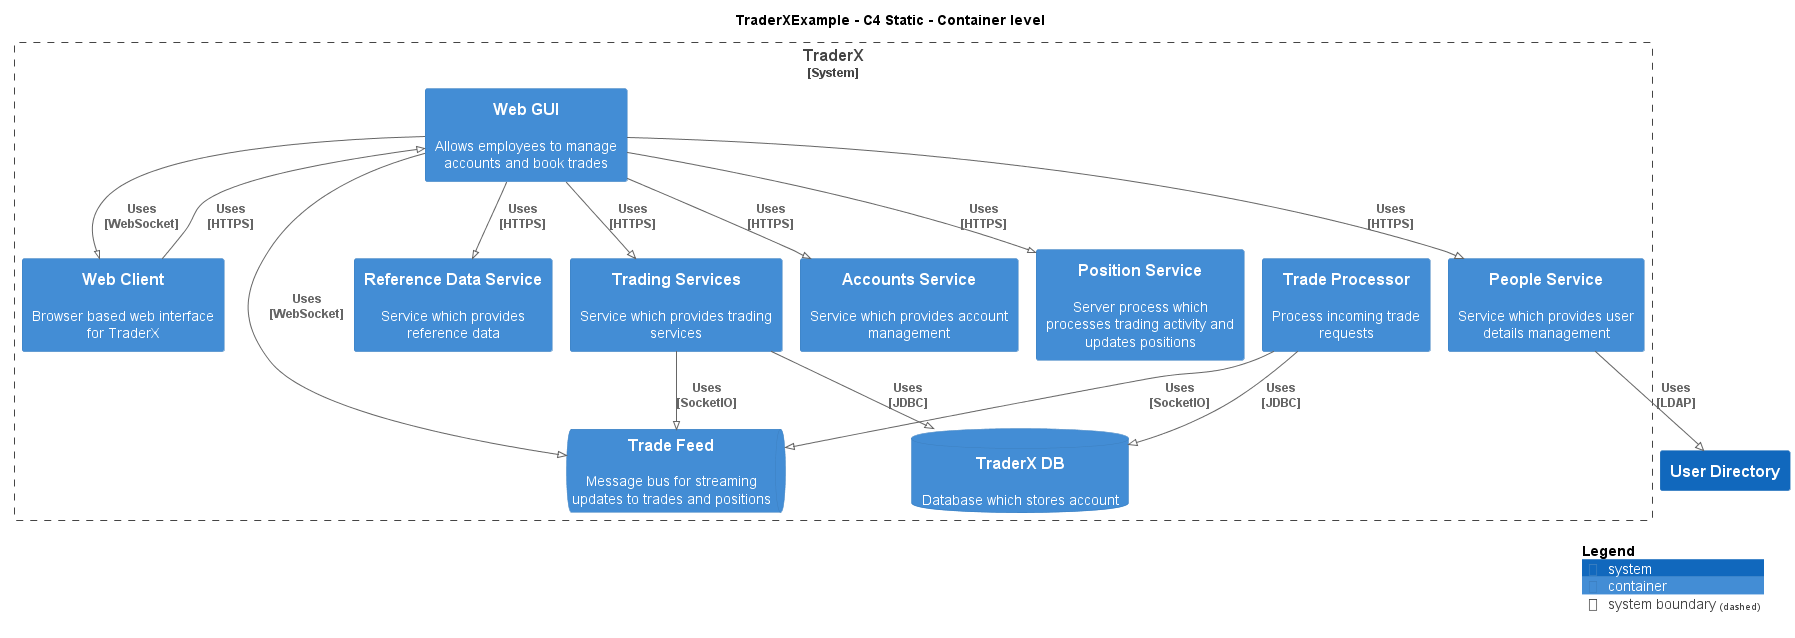 TraderXExample - C4 Static - Container level
TraderX
[System]
Web GUI
Allows employees to manage
accounts and book trades
Uses
[WebSocket]
Uses
[HTTPS]
Uses
[HTTPS]
Uses
[HTTPS]
Uses
[HTTPS]
Uses
[HTTPS]
Uses
[HTTPS]
Web Client
Browser based web interface
for TraderX
Uses
[WebSocket]
Reference Data Service
Service which provides
reference data
Trading Services
Service which provides trading
services
Accounts Service
Service which provides account
management
Position Service
Server process which
processes trading activity and
updates positions
Trade Processor
Process incoming trade
requests
People Service
Service which provides user
details management
Uses
[SocketIO]
Uses
[JDBC]
Uses
[SocketIO]
Uses
[JDBC]
Uses
[LDAP]
Trade Feed
Message bus for streaming
updates to trades and positions
TraderX DB
Database which stores account
User Directory
Legend
system
container
system boundary (dashed)